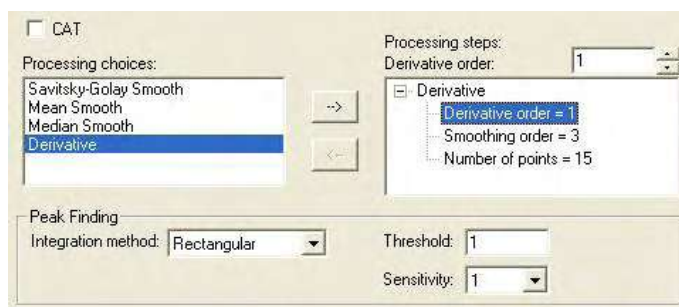 CAT
Processing choices:
Savitsky-Golay Smooth
Mean Smooth
Median Smooth
Derivative
-->
<--
Processing steps:
Derivative order: 1
Derivative
Derivative order = 1
Smoothing order = 3
Number of points = 15
Peak Finding
Integration method: Rectangular
Threshold: 1
Sensitivity: 1